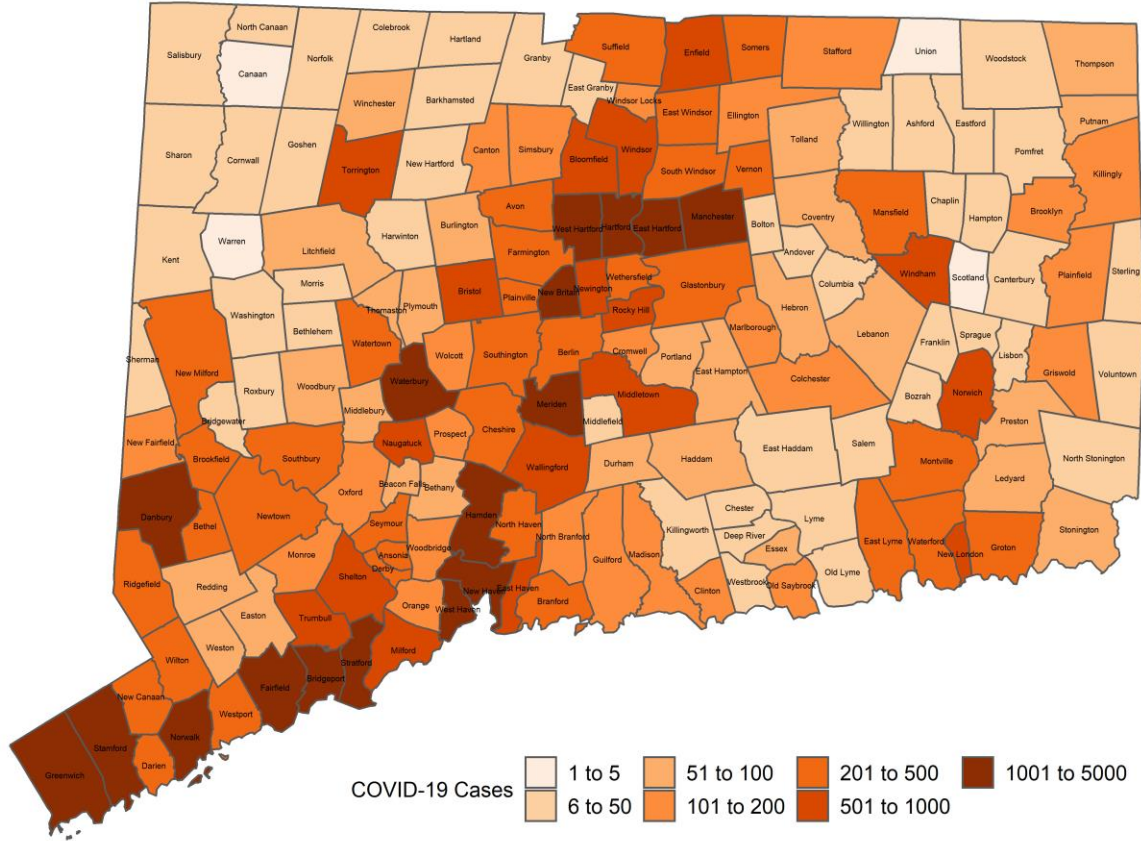 North Canaan
Colebrook
Hartland
Salisbury
Norfolk
Canaan
Granby
Suffield
Enfield
Somers
Stafford
Union
Woodstock
Thompson
East Granby
Windsor Locks
Winchester
Barkhamsted
East Windsor
Ellington
Putnam
Sharon
Cornwall
Goshen
Torrington
New Hartford
Canton
Simsbury
Bloomfield
Windsor
South Windsor
Vernon
Tolland
Willington
Ashford
Eastford
Pomfret
Killingly
Kent
Warren
Litchfield
Harwinton
Burlington
Avon
West Hartford
Hartford
East Hartford
Manchester
Bolton
Coventry
Mansfield
Chaplin
Hampton
Brooklyn
Farmington
Andover
Morris
Washington
Bethlehem
Thomaston
Plymouth
Bristol
Plainville
New Britain
Newington
Wethersfield
Rocky Hill
Glastonbury
Hebron
Columbia
Windham
Scotland
Canterbury
Plainfield
Sterling
Sherman
New Milford
Roxbury
Woodbury
Watertown
Waterbury
Wolcott
Southington
Berlin
Cromwell
Portland
East Hampton
Marlborough
Colchester
Lebanon
Franklin
Sprague
Lisbon
Griswold
Voluntown
Bridgewater
Middlebury
Meriden
Middletown
Middlefield
Bozrah
Norwich
Preston
New Fairfield
Brookfield
Southbury
Naugatuck
Prospect
Cheshire
Wallingford
Durham
Haddam
East Haddam
Salem
Montville
North Stonington
Ledyard
Danbury
Bethel
Newtown
Oxford
Beacon Falls
Bethany
Hamden
North Haven
Killingworth
Chester
Lyme
Deep River
Essex
Ridgefield
Redding
Monroe
Seymour
Ansonia
Derby
Woodbridge
North Branford
Guilford
Madison
Clinton
Westbrook
Old Saybrook
Old Lyme
East Lyme
Waterford
New London
Groton
Stonington
Wilton
Weston
Easton
Trumbull
Shelton
Orange
Milford
West Haven
New Haven
East Haven
Branford
New Canaan
Westport
Fairfield
Bridgeport
Stratford
Greenwich
Stamford
Darien
Norwalk
COVID-19 Cases
1 to 5
51 to 100
201 to 500
1001 to 5000
6 to 50
101 to 200
501 to 1000